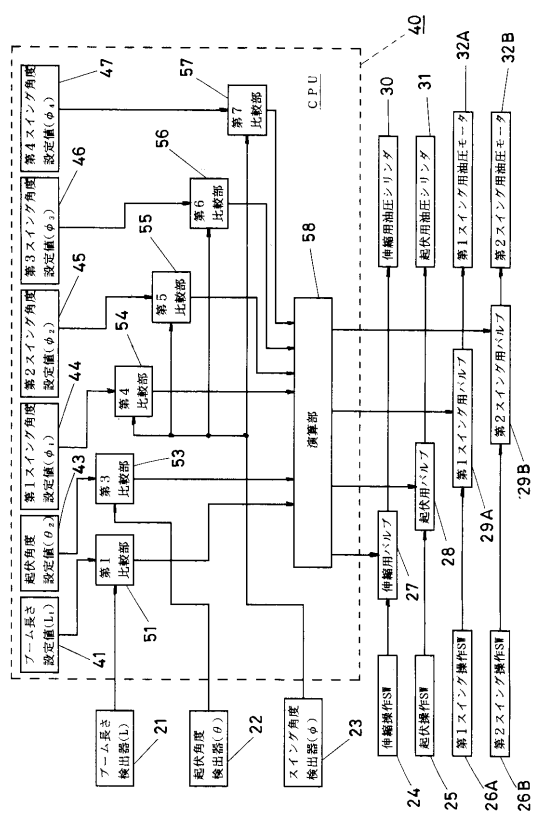 ブーム長さ
設定値(L₁)
41
起伏角度
設定値(θ₂)
43
第1スイング角度
設定値(φ₁)
44
第2スイング角度
設定値(φ₂)
45
第3スイング角度
設定値(φ₃)
46
第4スイング角度
設定値(φ₄)
47
第1
比較部
51
第3
比較部
53
第4
比較部
54
第5
比較部
55
第6
比較部
56
第7
比較部
57
CPU
40
ブーム長さ
検出器(L)
21
起伏角度
検出器(θ)
22
スイング角度
検出器(φ)
23
演算部
58
伸縮操作SW
24
伸縮用バルブ
27
伸縮用油圧シリンダ
30
起伏操作SW
25
起伏用バルブ
28
起伏用油圧シリンダ
31
第1スイング操作SW
26A
第1スイング用バルブ
29A
第1スイング用油圧モータ
32A
第2スイング操作SW
26B
第2スイング用バルブ
29B
第2スイング用油圧モータ
32B